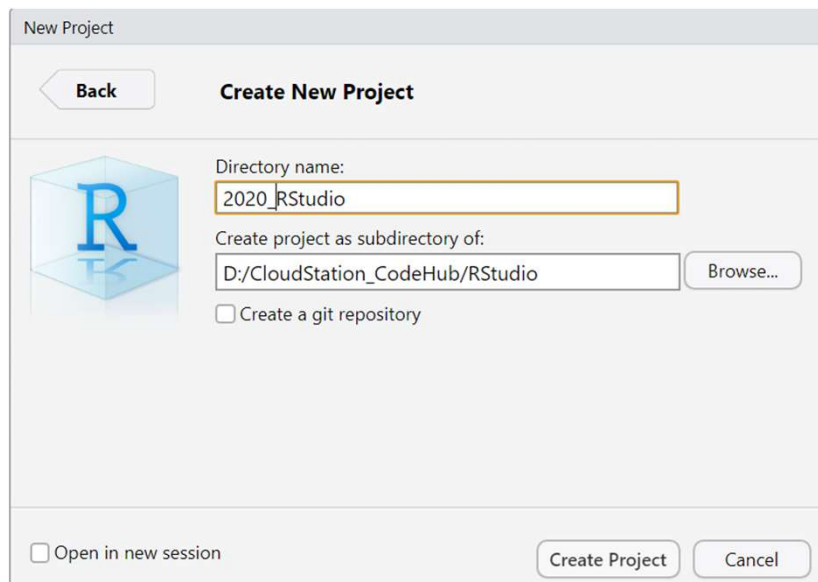 New Project
Back
Create New Project
R
Directory name:
2020_RStudio
Create project as subdirectory of:
D:/CloudStation_CodeHub/RStudio
Browse...
Create a git repository
Open in new session
Create Project
Cancel